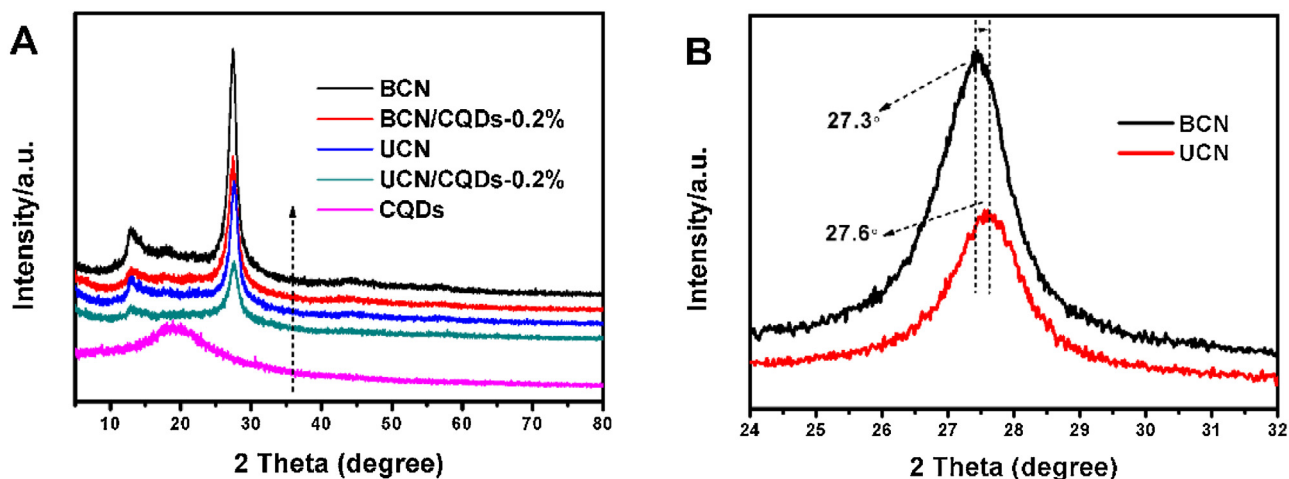 A
Intensity/a.u.
BCN
BCN/CQDs-0.2%
UCN
UCN/CQDs-0.2%
CQDs
10 20 30 40 50 60 70 80
2 Theta (degree)
B
Intensity/a.u.
27.3°
27.6°
BCN
UCN
24 25 26 27 28 29 30 31 32
2 Theta (degree)